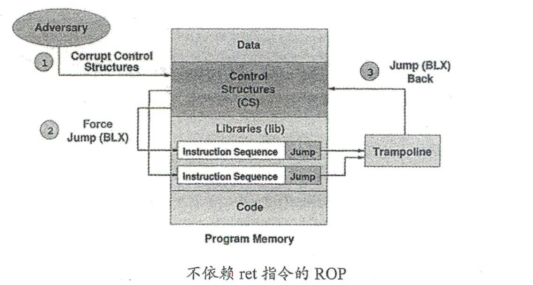 Adversary
1
Corrupt Control
Structures
2
Force
Jump (BLX)
Data
Control
Structures
(CS)
Libraries (lib)
Instruction Sequence
Jump
Instruction Sequence
Jump
Code
Program Memory
3
Jump (BLX)
Back
Trampoline
不依赖 ret 指令的 ROP